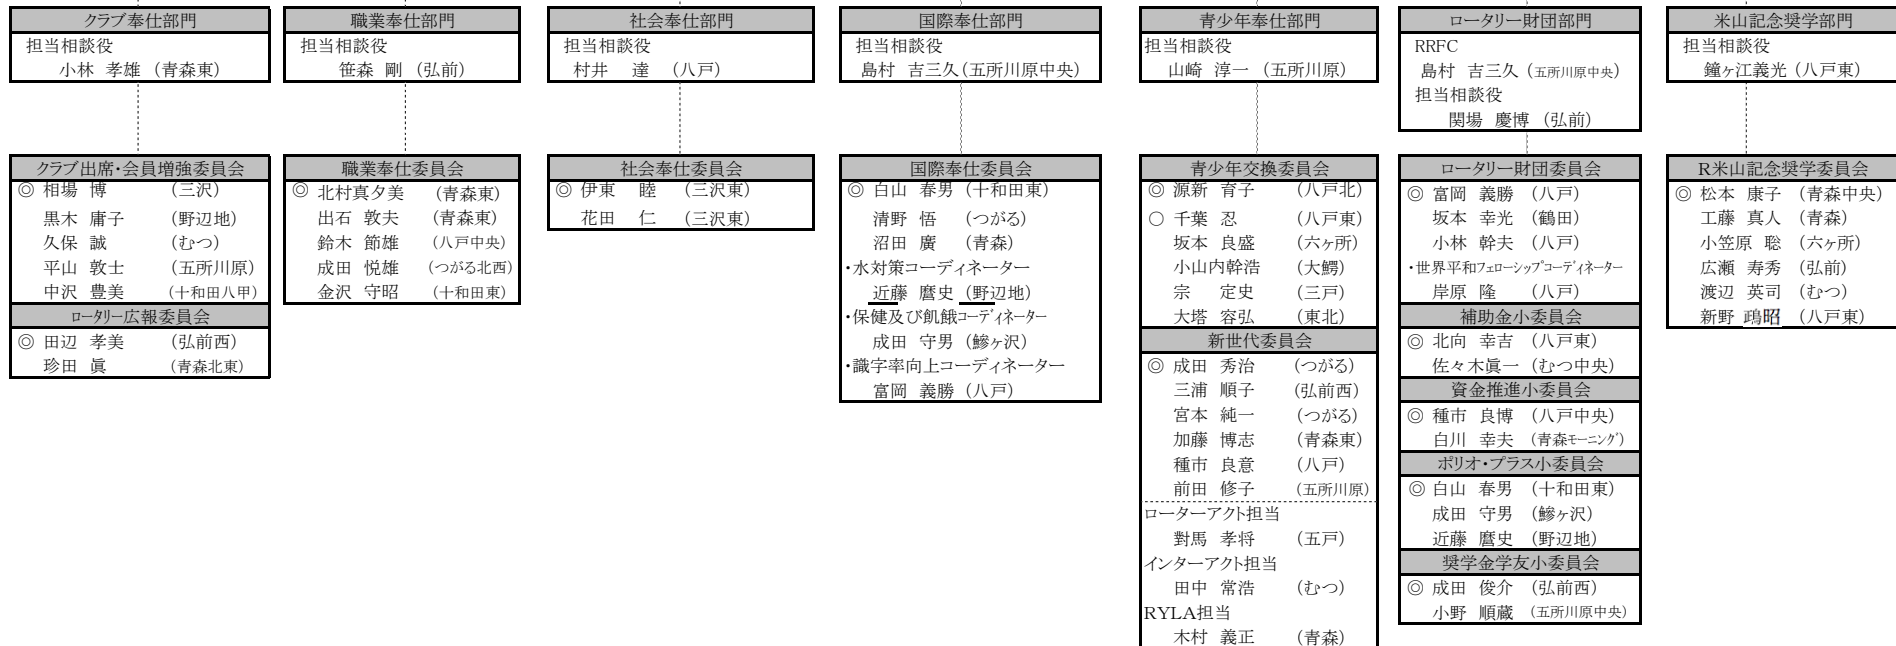 クラブ奉仕部門
担当相談役
小林 孝雄 (青森東)
クラブ出席・会員増強委員会
◎ 相場 博 (三沢)
黒木 庸子 (野辺地)
久保 誠 (むつ)
平山 敦士 (五所川原)
中沢 豊美 (十和田八甲)
ロータリー広報委員会
◎ 田辺 孝美 (弘前西)
珍田 眞 (青森北東)
職業奉仕部門
担当相談役
笹森 剛 (弘前)
職業奉仕委員会
◎ 北村真夕美 (青森東)
出石 敦夫 (青森東)
鈴木 節雄 (八戸中央)
成田 悦雄 (つがる北西)
金沢 守昭 (十和田東)
社会奉仕部門
担当相談役
村井 達 (八戸)
社会奉仕委員会
◎ 伊東 睦 (三沢東)
花田 仁 (三沢東)
国際奉仕部門
担当相談役
島村 吉三久(五所川原中央)
国際奉仕委員会
◎ 白山 春男 (十和田東)
清野 悟 (つがる)
沼田 廣 (青森)
・水対策コーディネーター
近藤 麿史 (野辺地)
・保健及び飢餓コーディネーター
成田 守男 (鰺ヶ沢)
・識字率向上コーディネーター
富岡 義勝 (八戸)
青少年奉仕部門
担当相談役
山崎 淳一 (五所川原)
青少年交換委員会
◎ 源新 育子 (八戸北)
○ 千葉 忍 (八戸東)
坂本 良盛 (六ヶ所)
小山内幹浩 (大鰐)
宗 定史 (三戸)
大塔 容弘 (東北)
新世代委員会
◎ 成田 秀治 (つがる)
三浦 順子 (弘前西)
宮本 純一 (つがる)
加藤 博志 (青森東)
種市 良意 (八戸)
前田 修子 (五所川原)
ローターアクト担当
對馬 孝将 (五戸)
インターアクト担当
田中 常浩 (むつ)
RYLA担当
木村 義正 (青森)
ロータリー財団部門
RRFC
島村 吉三久 (五所川原中央)
担当相談役
関場 慶博 (弘前)
ロータリー財団委員会
◎ 富岡 義勝 (八戸)
坂本 幸光 (鶴田)
小林 幹夫 (八戸)
・世界平和フェローシップコーディネーター
岸原 隆 (八戸)
補助金小委員会
◎ 北向 幸吉 (八戸東)
佐々木眞一 (むつ中央)
資金推進小委員会
◎ 種市 良博 (八戸中央)
白川 幸夫 (青森モーニング)
ポリオ・プラス小委員会
◎ 白山 春男 (十和田東)
成田 守男 (鰺ヶ沢)
近藤 麿史 (野辺地)
奨学金学友小委員会
◎ 成田 俊介 (弘前西)
小野 順蔵 (五所川原中央)
米山記念奨学部門
担当相談役
鐘ヶ江義光 (八戸東)
R米山記念奨学委員会
◎ 松本 康子 (青森中央)
工藤 真人 (青森)
小笠原 聡 (六ヶ所)
広瀬 寿秀 (弘前)
渡辺 英司 (むつ)
新野 (八戸東)